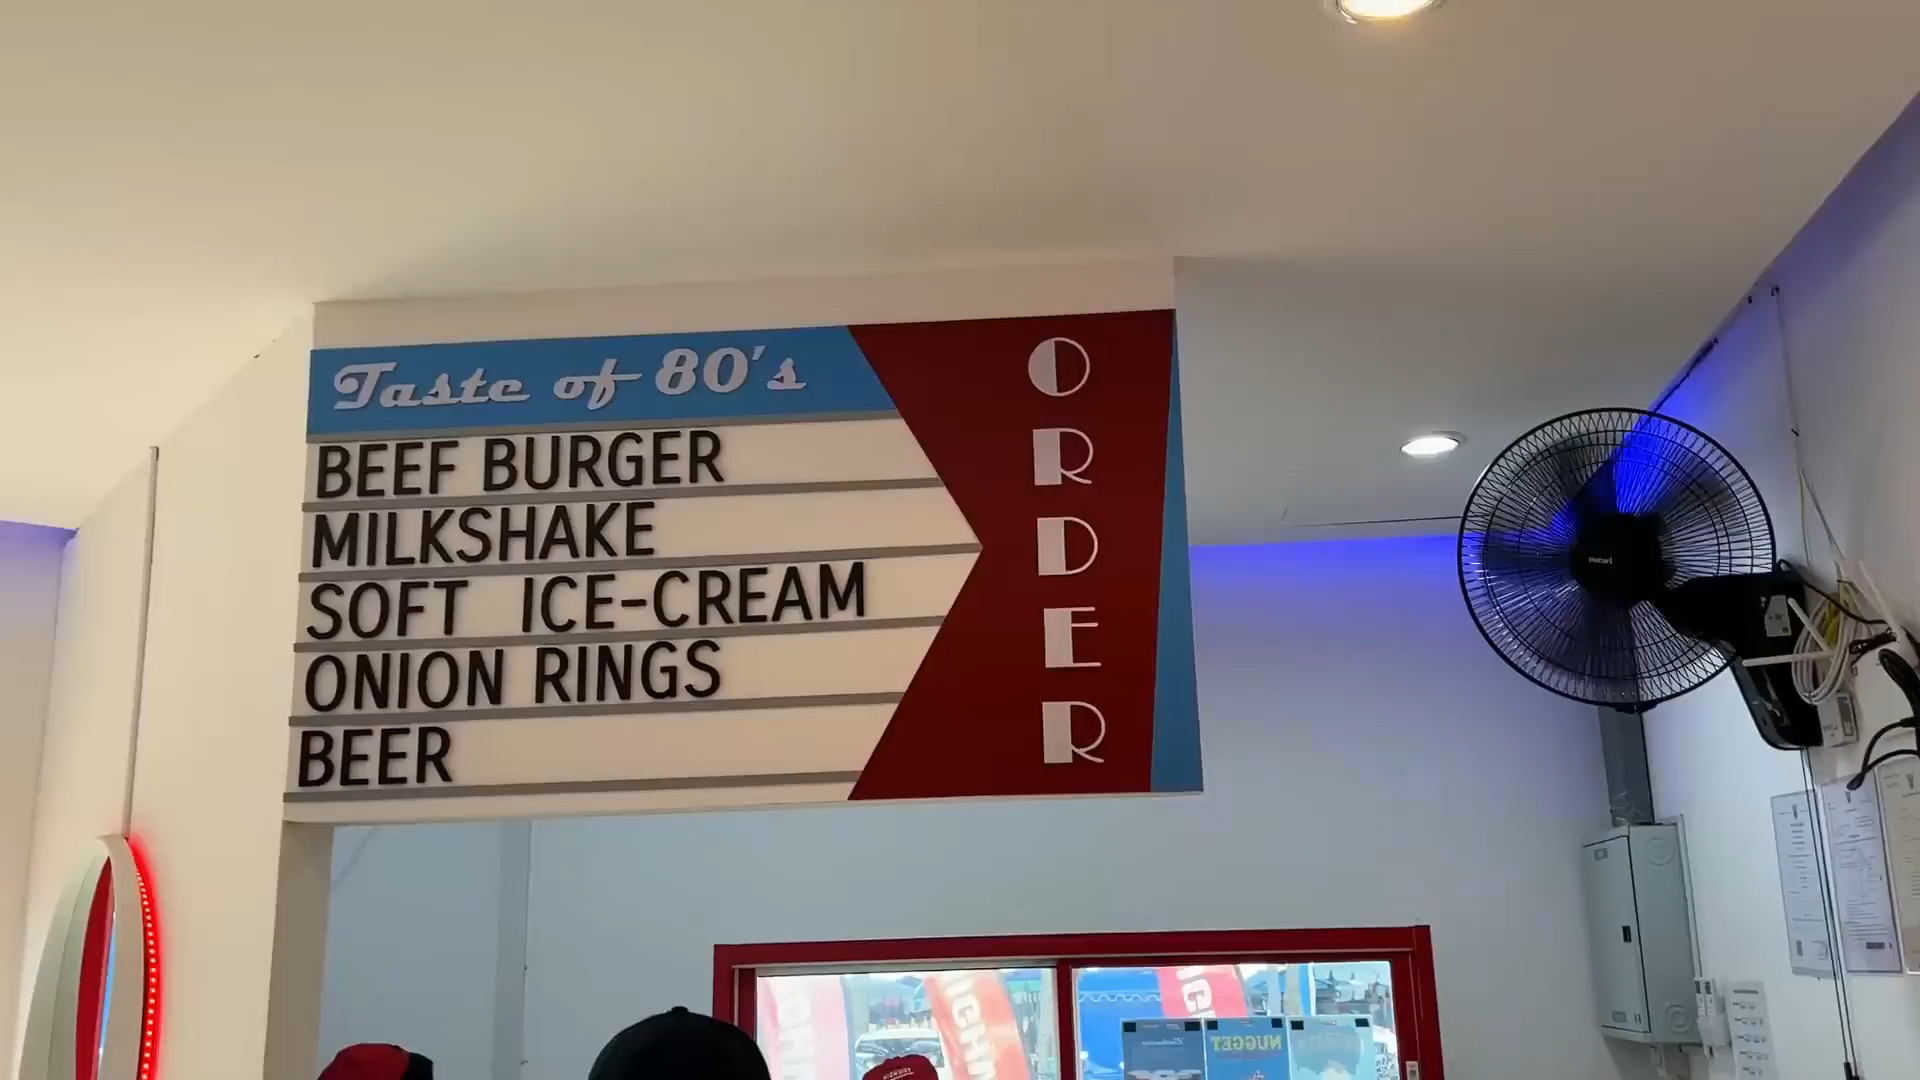 Taste of 80's
BEEF BURGER
MILKSHAKE
SOFT ICE-CREAM
ONION RINGS
BEER
ORDER
NUGGET